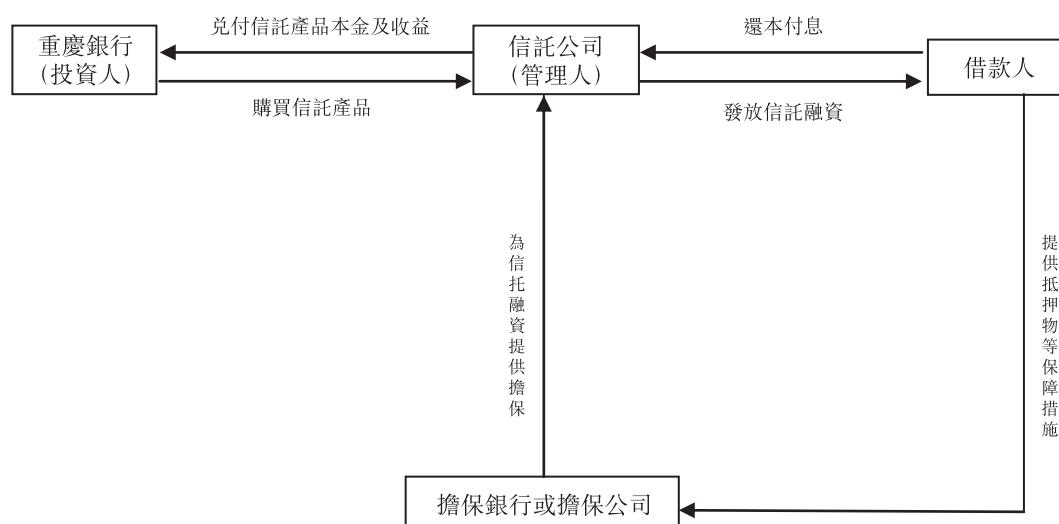 兑付信託產品本金及收益
還本付息
重慶銀行
（投資人）
信託公司
（管理人）
借款人
購買信託產品
發放信託融資
為信托融資提供擔保
提供抵押物等保障措施
擔保銀行或擔保公司